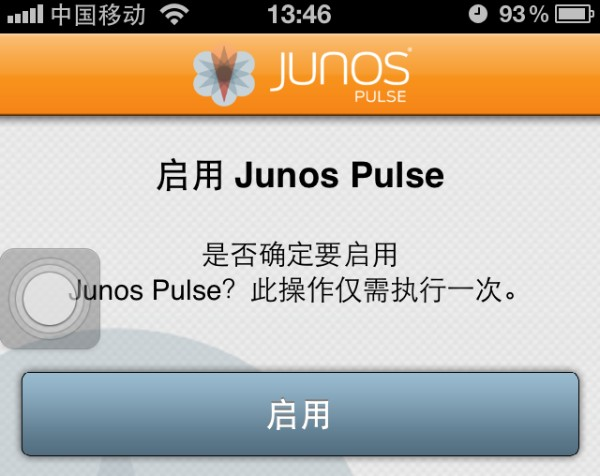 中国移动 13:46 93%
JUNOS
PULSE
启用 Junos Pulse
是否确定要启用
Junos Pulse？此操作仅需执行一次。
启用